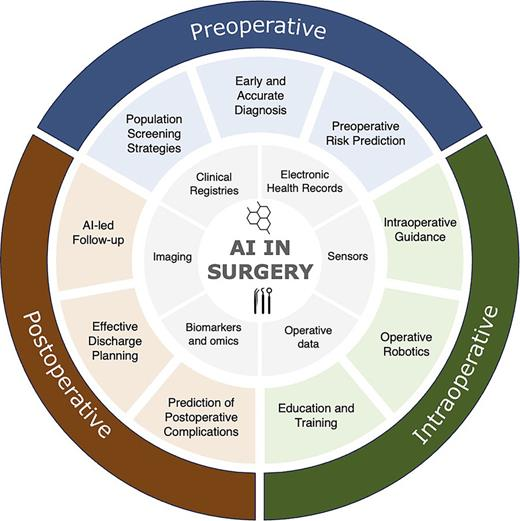 Preoperative
Early and
Accurate
Diagnosis
Population
Screening
Strategies
Preoperative
Risk Prediction
Clinical
Registries
Electronic
Health Records
AI-led
Follow-up
Imaging
AI IN
SURGERY
Sensors
Intraoperative
Guidance
Effective
Discharge
Planning
Biomarkers
and omics
Operative
data
Operative
Robotics
Prediction of
Postoperative
Complications
Education and
Training
Postoperative
Intraoperative